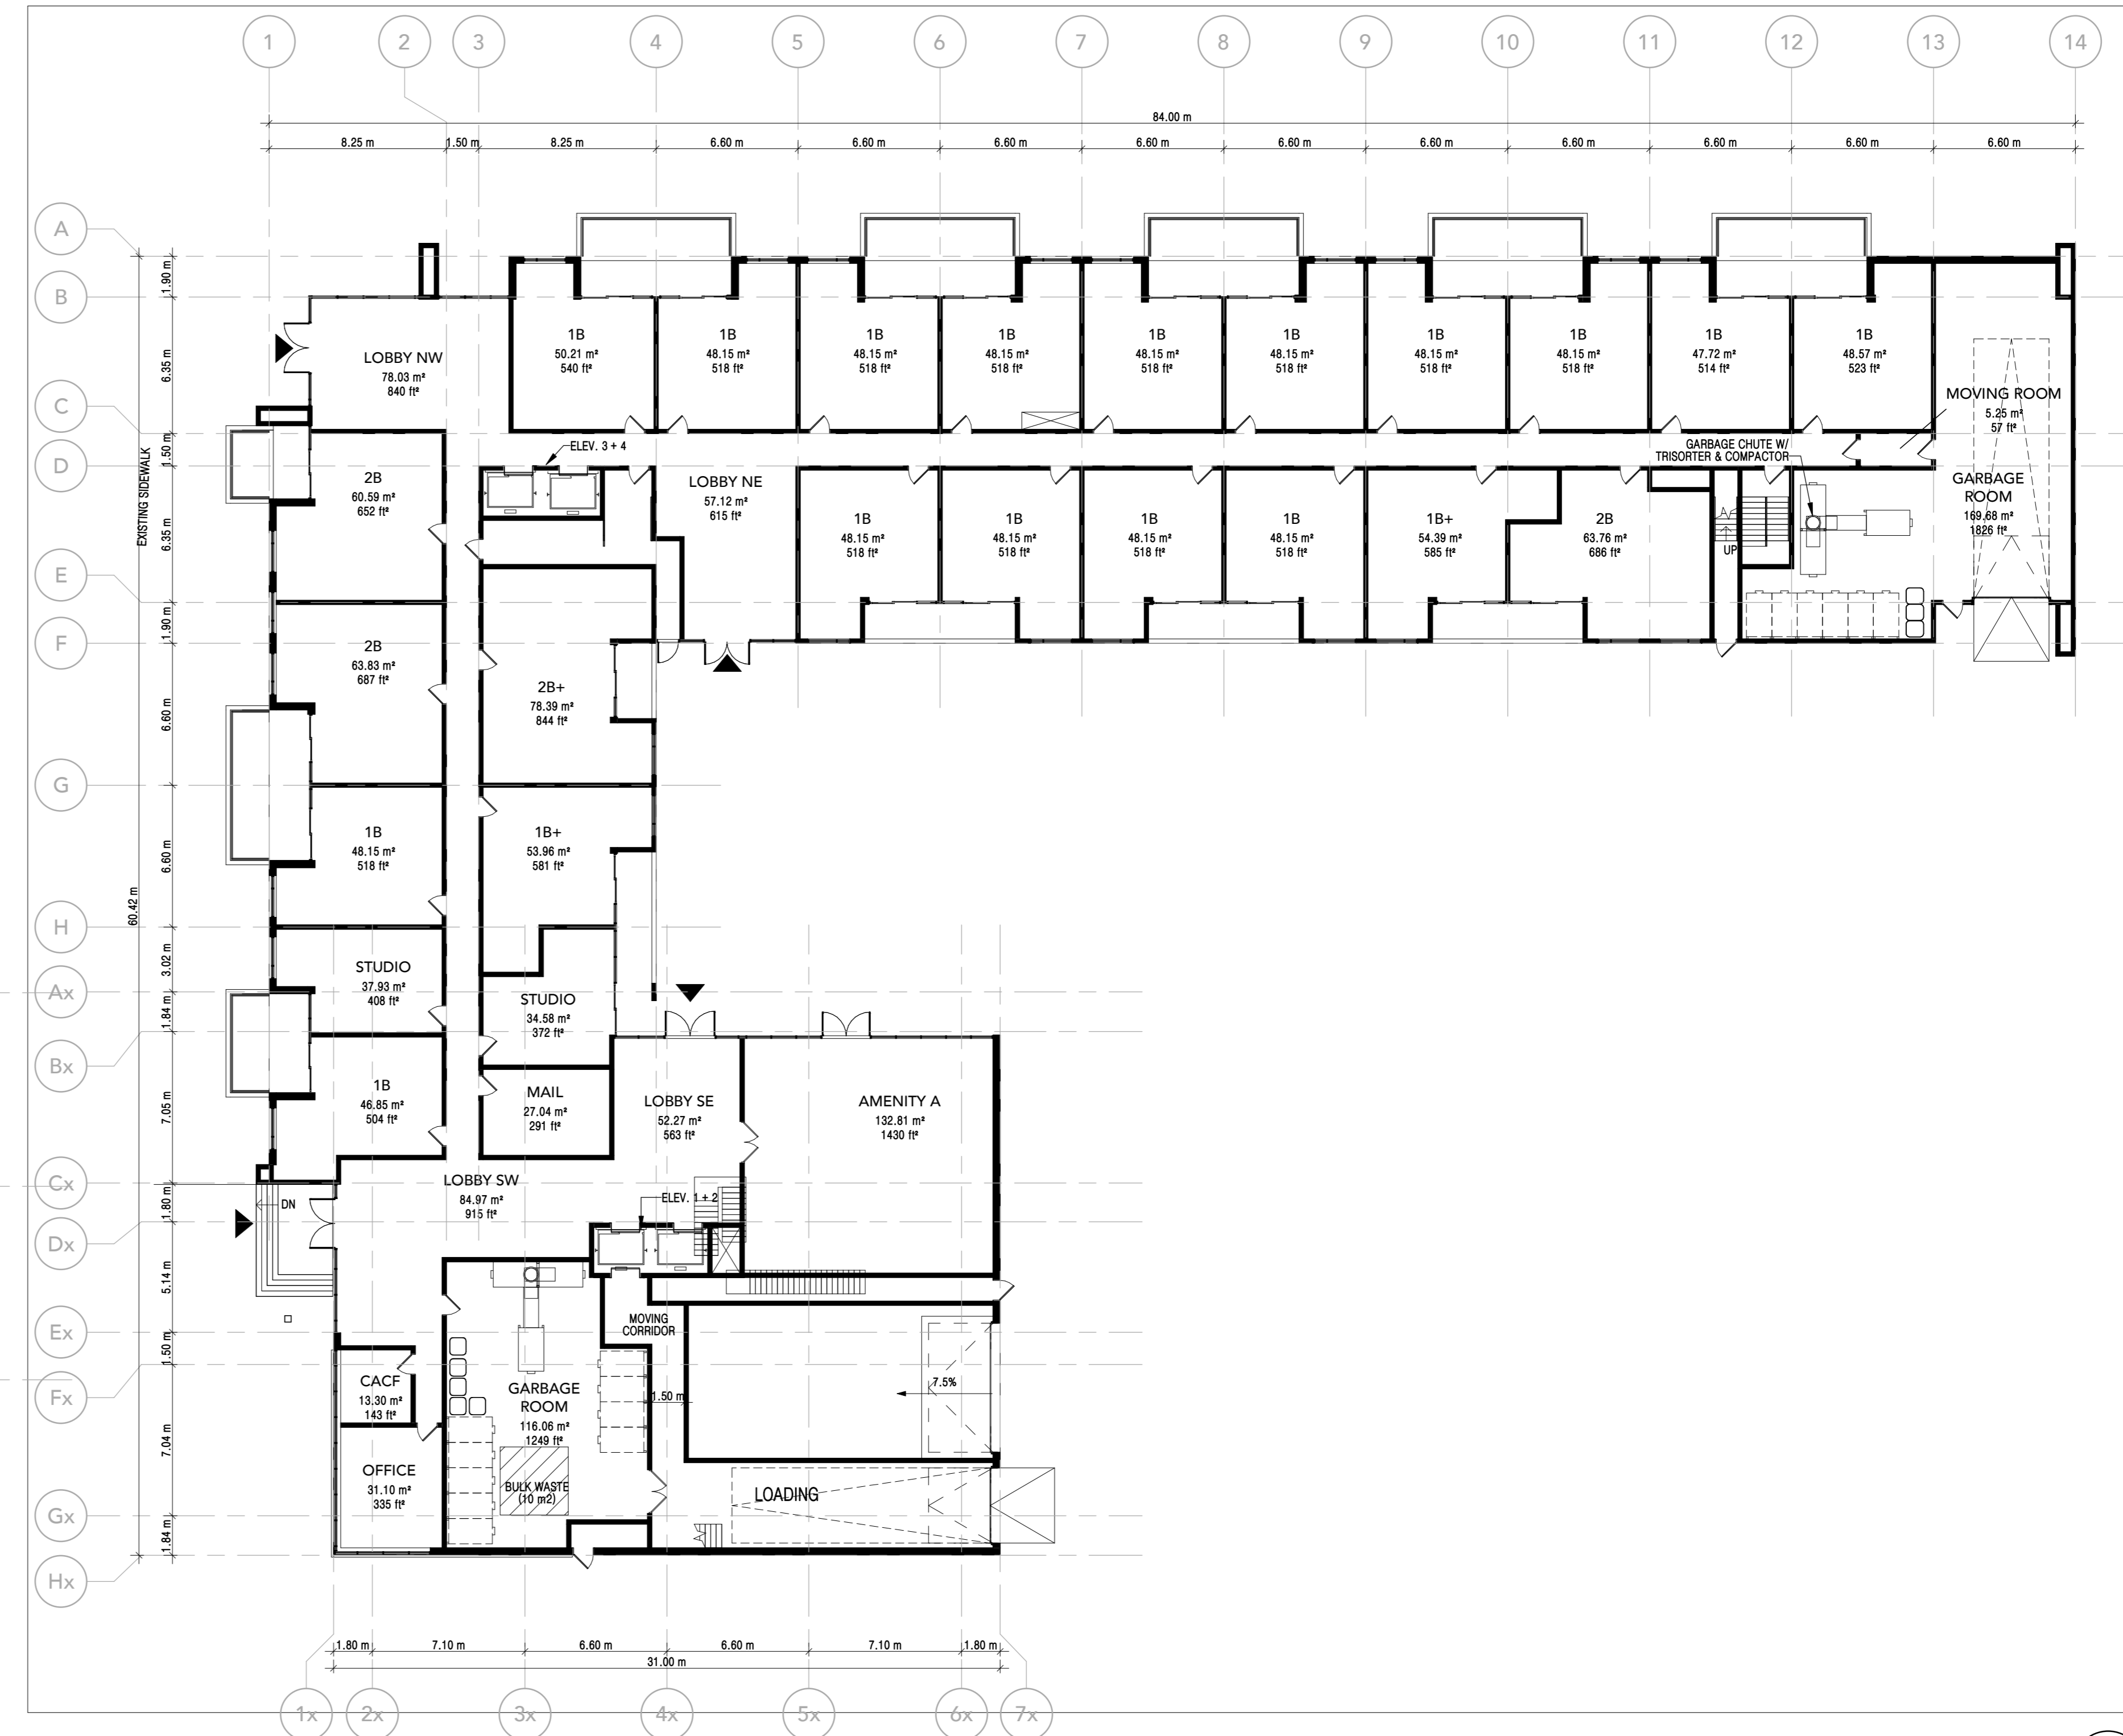 1 2 3 4 5 6 7 8 9 10 11 12 13 14
84.00 m
8.25 m 1.50 m 8.25 m 6.60 m 6.60 m 6.60 m 6.60 m 6.60 m 6.60 m 6.60 m 6.60 m 6.60 m 6.60 m
A
B
C
D
E
F
G
H
Ax
Bx
Cx
Dx
Ex
Fx
Gx
Hx
1.90 m
6.35 m
1.50 m
6.35 m
1.90 m
6.60 m
6.60 m
3.02 m
1.84 m
7.05 m
1.80 m
5.14 m
1.50 m
7.04 m
1.84 m
60.42 m
EXISTING SIDEWALK
LOBBY NW
78.03 m²
840 ft²
1B
50.21 m²
540 ft²
1B
48.15 m²
518 ft²
1B
48.15 m²
518 ft²
1B
48.15 m²
518 ft²
1B
48.15 m²
518 ft²
1B
48.15 m²
518 ft²
1B
48.15 m²
518 ft²
1B
48.15 m²
518 ft²
1B
47.72 m²
514 ft²
1B
48.57 m²
523 ft²
MOVING ROOM
5.25 m²
57 ft²
GARBAGE CHUTE W/
TRISORTER & COMPACTOR
ELEV. 3 + 4
2B
60.59 m²
652 ft²
LOBBY NE
57.12 m²
615 ft²
1B
48.15 m²
518 ft²
1B
48.15 m²
518 ft²
1B
48.15 m²
518 ft²
1B
48.15 m²
518 ft²
1B+
54.39 m²
585 ft²
2B
63.76 m²
686 ft²
UP
GARBAGE
ROOM
169.68 m²
1826 ft²
2B
63.83 m²
687 ft²
2B+
78.39 m²
844 ft²
1B
48.15 m²
518 ft²
1B+
53.96 m²
581 ft²
STUDIO
37.93 m²
408 ft²
STUDIO
34.58 m²
372 ft²
1B
46.85 m²
504 ft²
MAIL
27.04 m²
291 ft²
LOBBY SE
52.27 m²
563 ft²
AMENITY A
132.81 m²
1430 ft²
LOBBY SW
84.97 m²
915 ft²
DN
ELEV. 1 + 2
MOVING
CORRIDOR
CACF
13.30 m²
143 ft²
GARBAGE
ROOM
116.06 m²
1249 ft²
1.50 m
7.5%
OFFICE
31.10 m²
335 ft²
BULK WASTE
(10 m2)
LOADING
1.80 m 7.10 m 6.60 m 6.60 m 7.10 m 1.80 m
31.00 m
1x 2x 3x 4x 5x 6x 7x